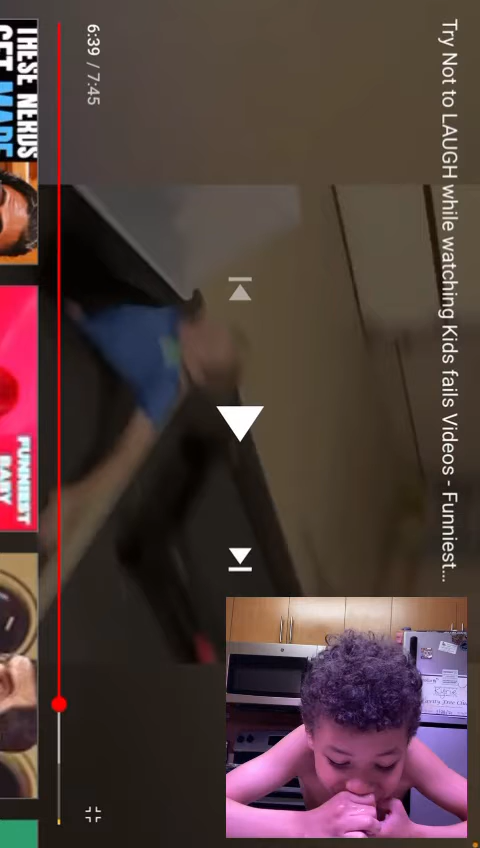 Try Not to LAUGH while watching Kids fails Videos - Funniest...
6:39 / 7:45
THESE NERDS
GET MADE
FUNNIEST
BABY